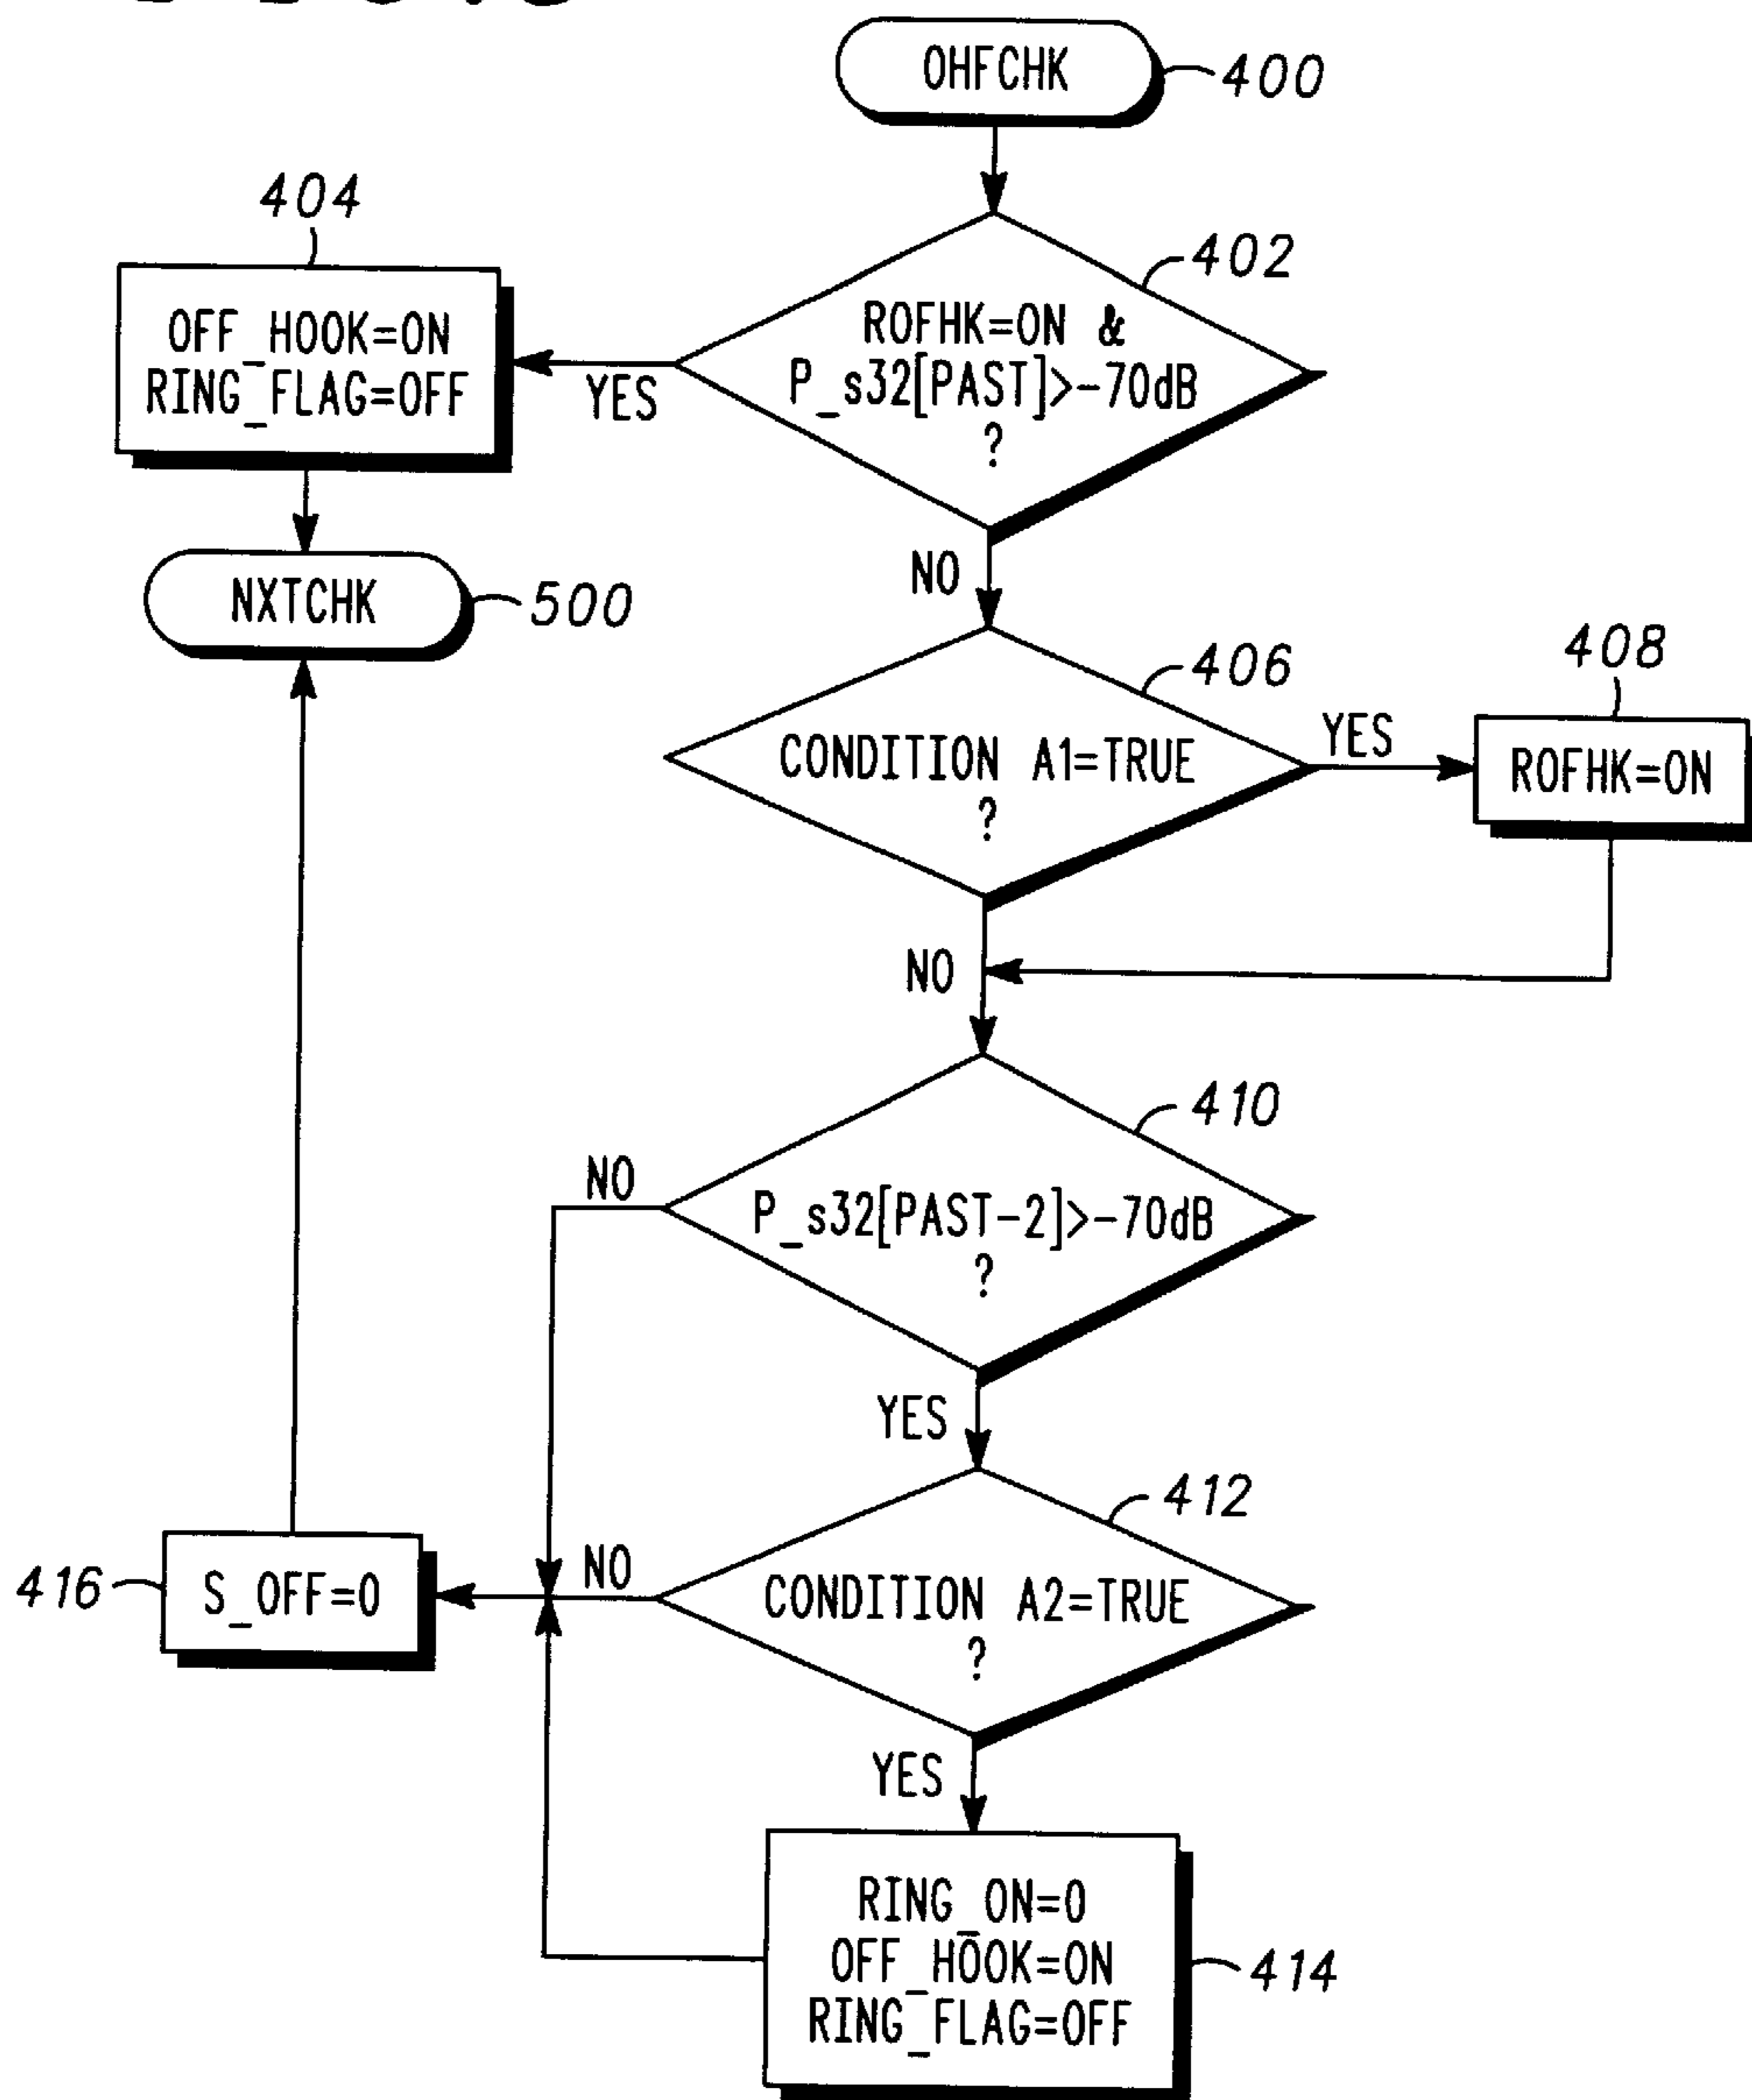 OHFCHK
400
404
402
OFF_HOOK=ON
RING_FLAG=OFF
ROFHK=ON &
P_s32[PAST]>-70dB
?
YES
NO
NXTCHK
500
406
408
CONDITION A1=TRUE
?
YES
ROFHK=ON
NO
410
NO
P_s32[PAST-2]>-70dB
?
YES
412
416
S_OFF=0
NO
CONDITION A2=TRUE
?
YES
RING_ON=0
OFF_HOOK=ON
RING_FLAG=OFF
414